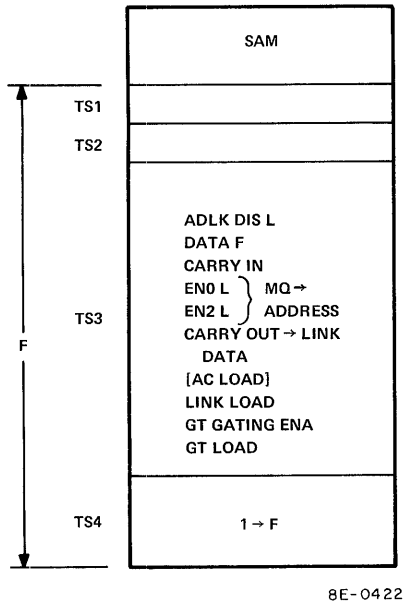 SAM
TS1
TS2
ADLK DIS L
DATA F
CARRY IN
EN0 L } MQ →
EN2 L ADDRESS
TS3
CARRY OUT → LINK
DATA
[AC LOAD]
LINK LOAD
GT GATING ENA
GT LOAD
F
TS4
1 → F
8E-0422